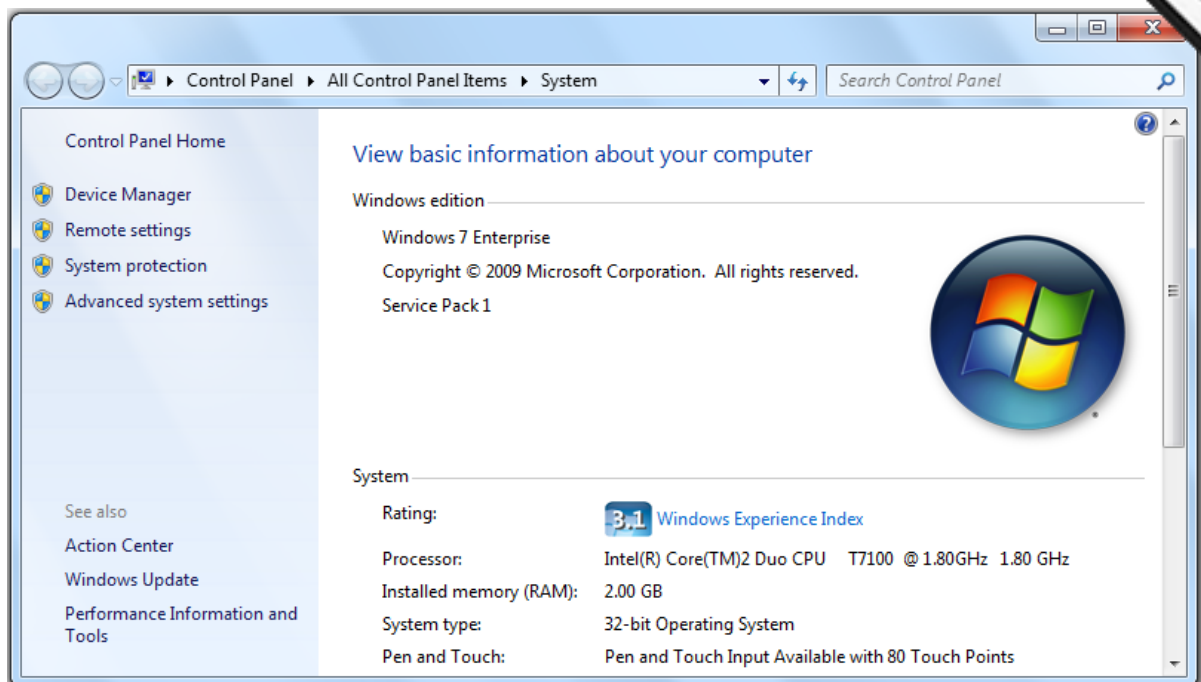 Control Panel All Control Panel Items System
Search Control Panel
Control Panel Home
Device Manager
Remote settings
System protection
Advanced system settings
See also
Action Center
Windows Update
Performance Information and
Tools
View basic information about your computer
Windows edition
Windows 7 Enterprise
Copyright © 2009 Microsoft Corporation. All rights reserved.
Service Pack 1
System
Rating: 3.1 Windows Experience Index
Processor: Intel(R) Core(TM)2 Duo CPU T7100 @ 1.80GHz 1.80 GHz
Installed memory (RAM): 2.00 GB
System type: 32-bit Operating System
Pen and Touch: Pen and Touch Input Available with 80 Touch Points